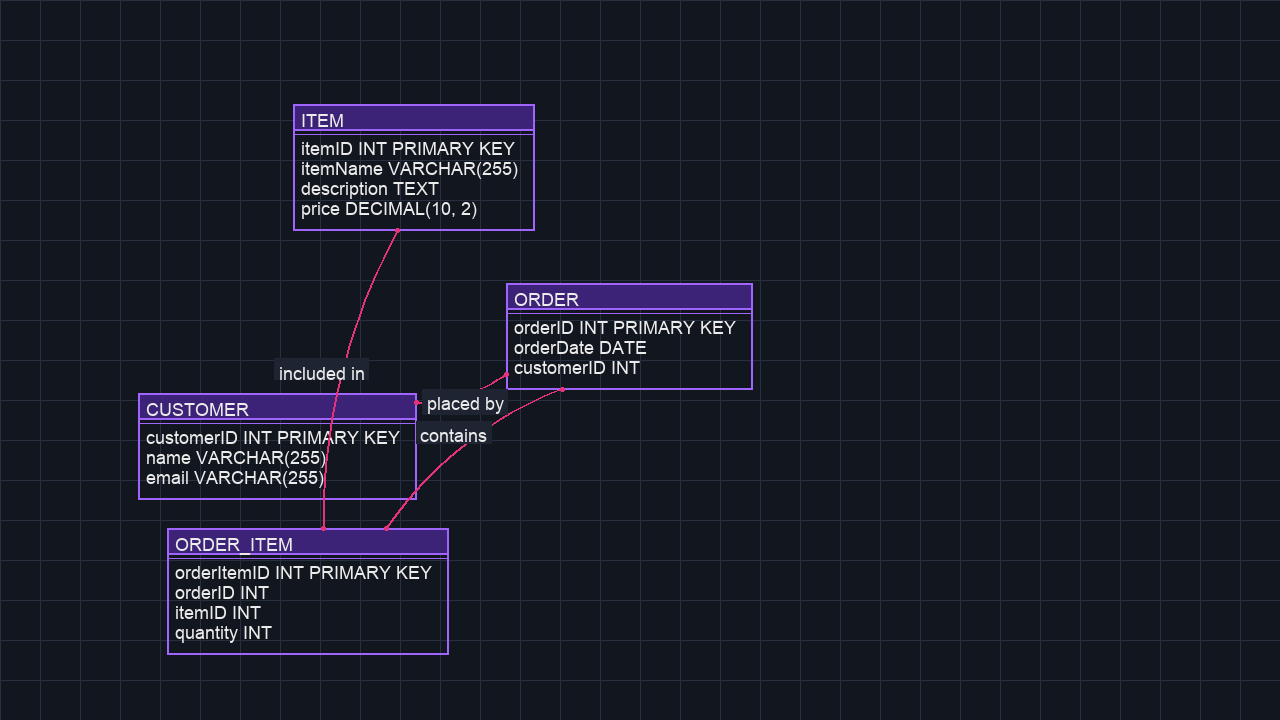 ITEM
itemID INT PRIMARY KEY
itemName VARCHAR(255)
description TEXT
price DECIMAL(10, 2)
ORDER
orderID INT PRIMARY KEY
orderDate DATE
customerID INT
included in
placed by
contains
CUSTOMER
customerID INT PRIMARY KEY
name VARCHAR(255)
email VARCHAR(255)
ORDER_ITEM
orderItemID INT PRIMARY KEY
orderID INT
itemID INT
quantity INT